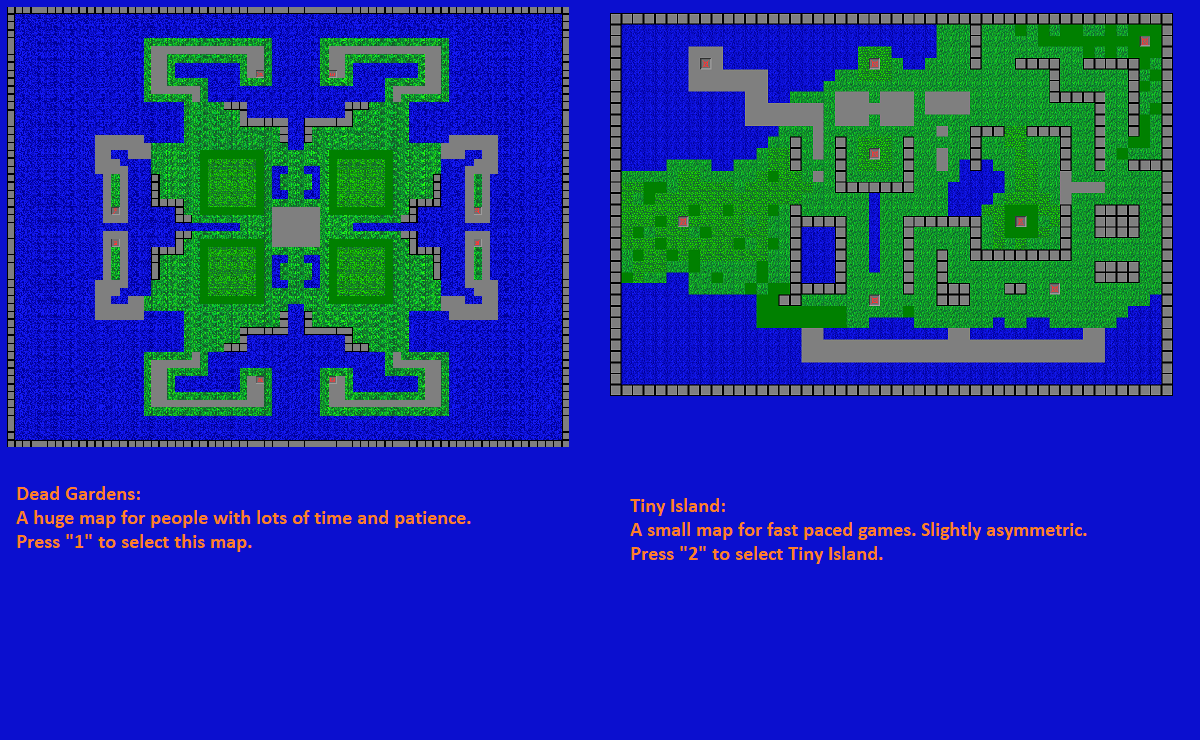 Dead Gardens:
A huge map for people with lots of time and patience.
Press "1" to select this map.
Tiny Island:
A small map for fast paced games. Slightly asymmetric.
Press "2" to select Tiny Island.